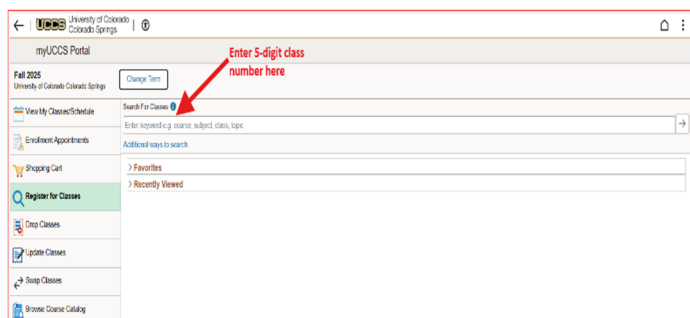 UCCS University of Colorado
Colorado Springs
myUCCS Portal
Enter 5-digit class
number here
Fall 2025
University of Colorado Colorado Springs
Change Term
View My Classes/Schedule
Search For Classes
Enter keyword e.g. course, subject, class, topic
Enrollment Appointments
Additional ways to search
Shopping Cart
Favorites
Recently Viewed
Register for Classes
Drop Classes
Update Classes
Swap Classes
Browse Course Catalog